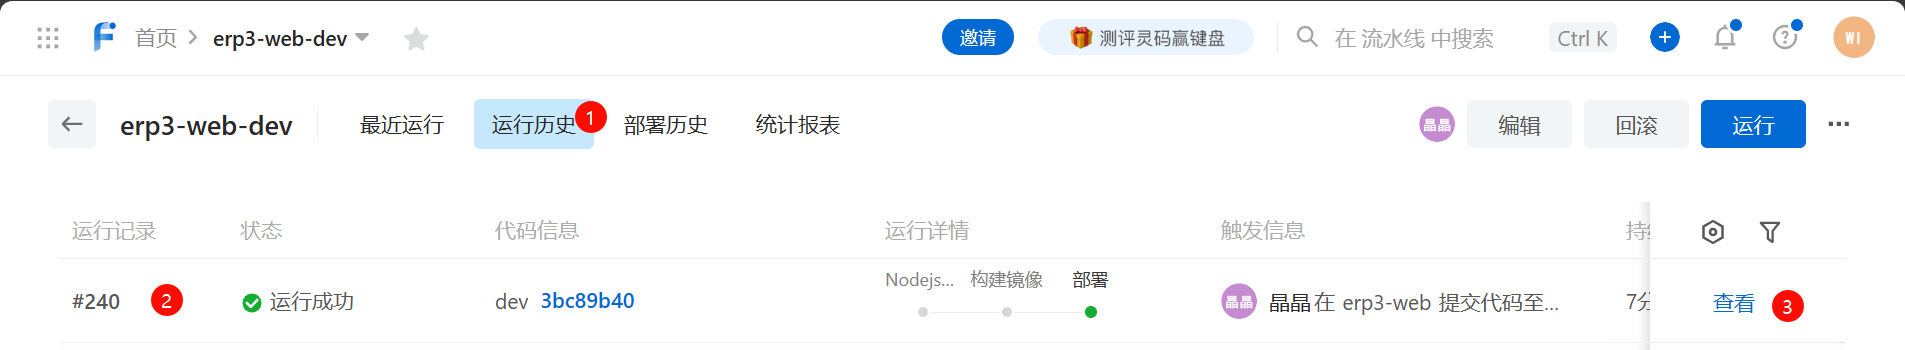 首页 > erp3-web-dev 邀请 测评灵码赢键盘 在 流水线 中搜索 Ctrl K WI
erp3-web-dev 最近运行 运行历史 1 部署历史 统计报表 晶晶 编辑 回滚 运行 ···
运行记录 状态 代码信息 运行详情 触发信息
Nodejs... 构建镜像 部署
#240 2 运行成功 dev 3bc89b40 晶晶 晶晶在 erp3-web 提交代码至... 7分 查看 3